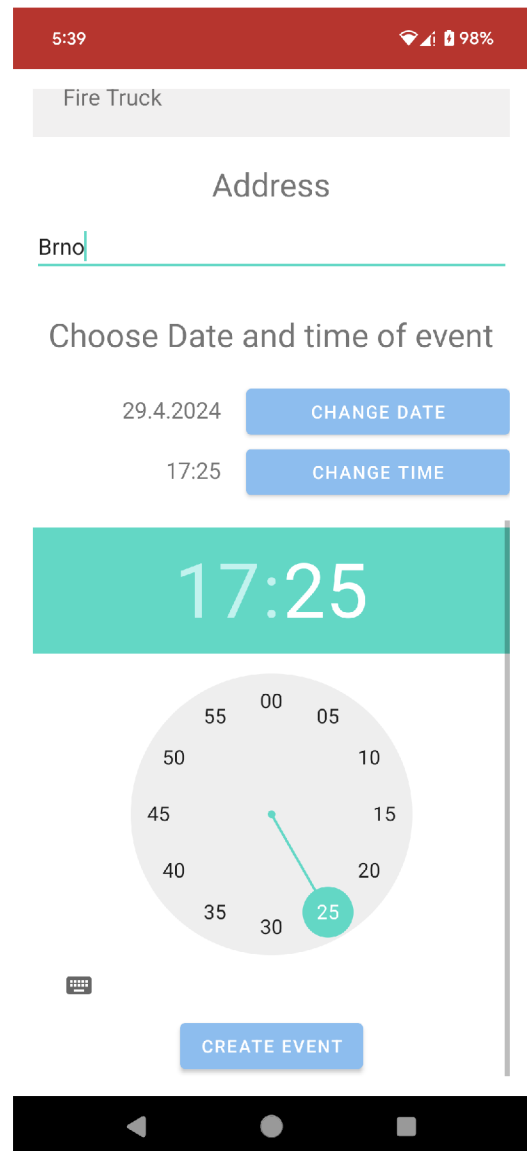 5:39 98%
Fire Truck
Address
Brno
Choose Date and time of event
29.4.2024 CHANGE DATE
17:25 CHANGE TIME
17:25
00
55 05
50 10
45 15
40 20
35 25
30
CREATE EVENT